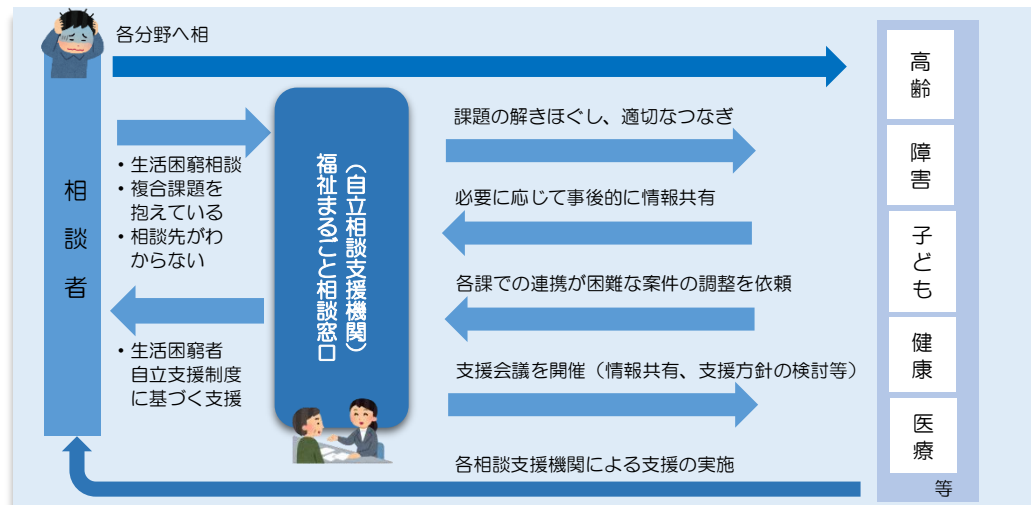 各分野へ相
相談者
・生活困窮相談
・複合課題を
抱えている
・相談先がわ
からない
・生活困窮者
自立支援制度
に基づく支援
（自立相談支援機関）
福祉まるごと相談窓口
課題の解きほぐし、適切なつなぎ
必要に応じて事後的に情報共有
各課での連携が困難な案件の調整を依頼
支援会議を開催（情報共有、支援方針の検討等）
各相談支援機関による支援の実施
高齢
障害
子ども
健康
医療
等